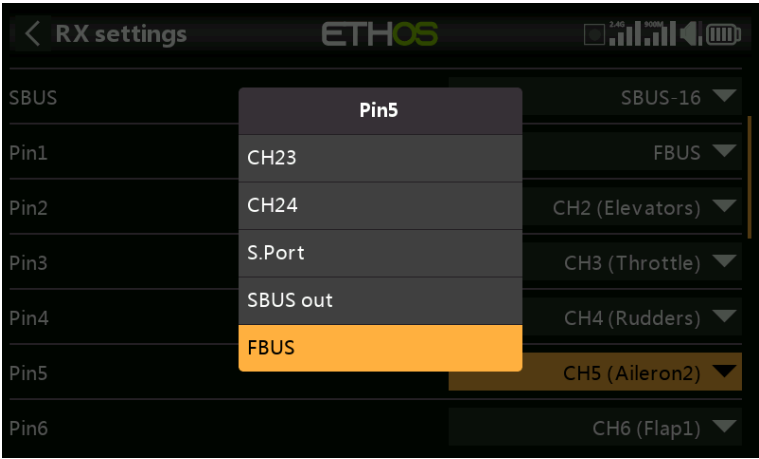 RX settings
ETHOS
2.4G 900M
SBUS
SBUS-16
Pin5
Pin1
FBUS
CH23
Pin2
CH24
CH2 (Elevators)
Pin3
S.Port
CH3 (Throttle)
SBUS out
Pin4
CH4 (Rudders)
FBUS
Pin5
CH5 (Aileron2)
Pin6
CH6 (Flap1)